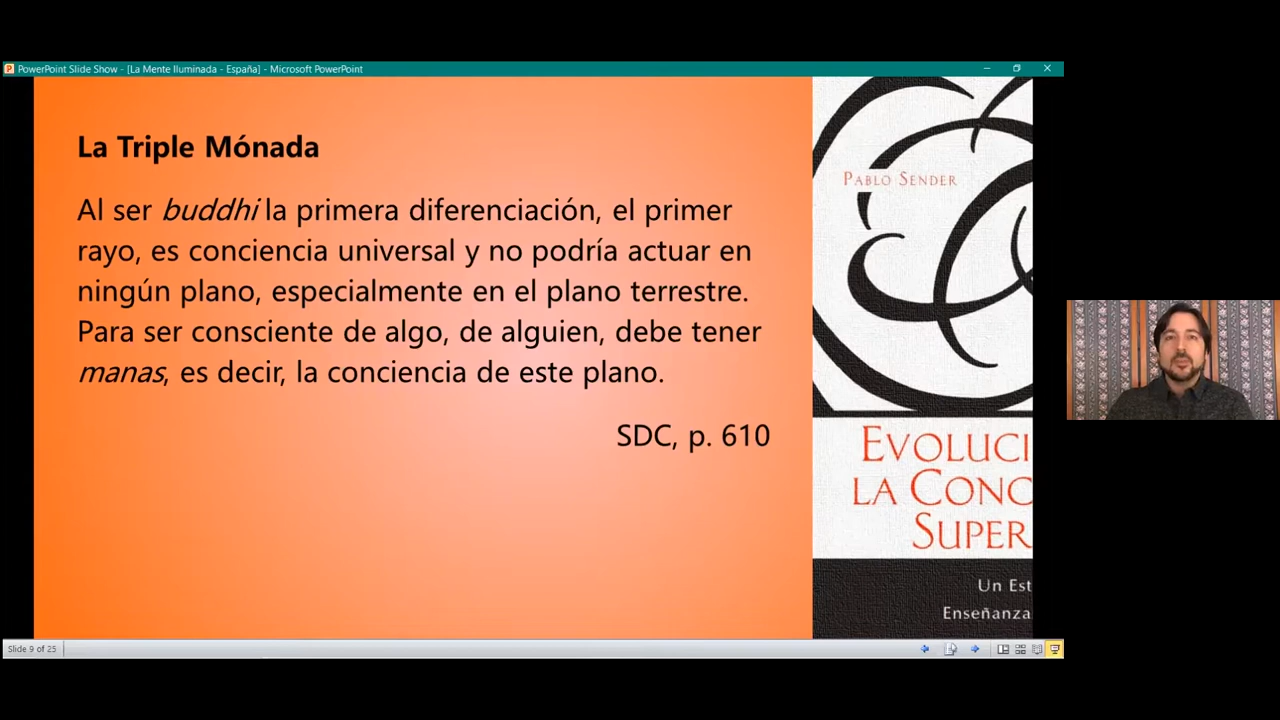 PowerPoint Slide Show - [La Mente Iluminada - España] - Microsoft PowerPoint
La Triple Mónada
Al ser buddhi la primera diferenciación, el primer
rayo, es conciencia universal y no podría actuar en
ningún plano, especialmente en el plano terrestre.
Para ser consciente de algo, de alguien, debe tener
manas, es decir, la conciencia de este plano.
SDC, p. 610
PABLO SENDER
EVOLUCI
LA CONC
SUPER
Un Est
Enseñanza
Slide 9 of 25